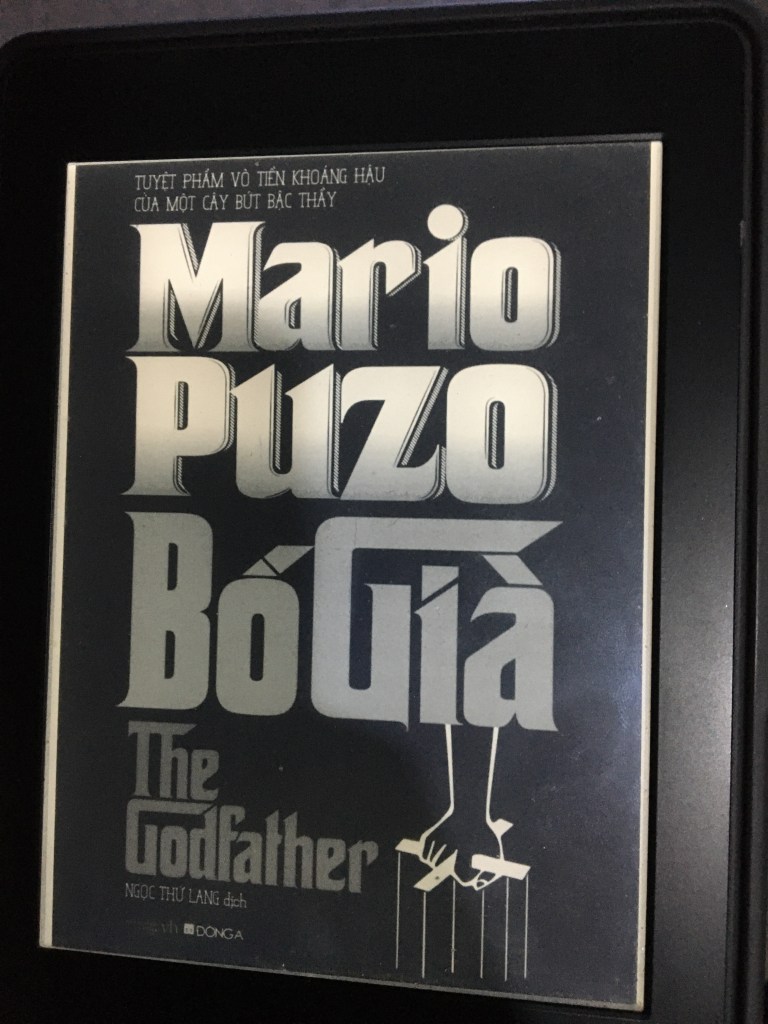 TUYỆT PHẨM VÔ TIỀN KHOÁNG HẬU
CỦA MỘT CÂY BÚT BẬC THẦY
Mario
Puzo
Bố Già
The
Godfather
NGỌC THỨ LANG dịch
ĐÔNG A